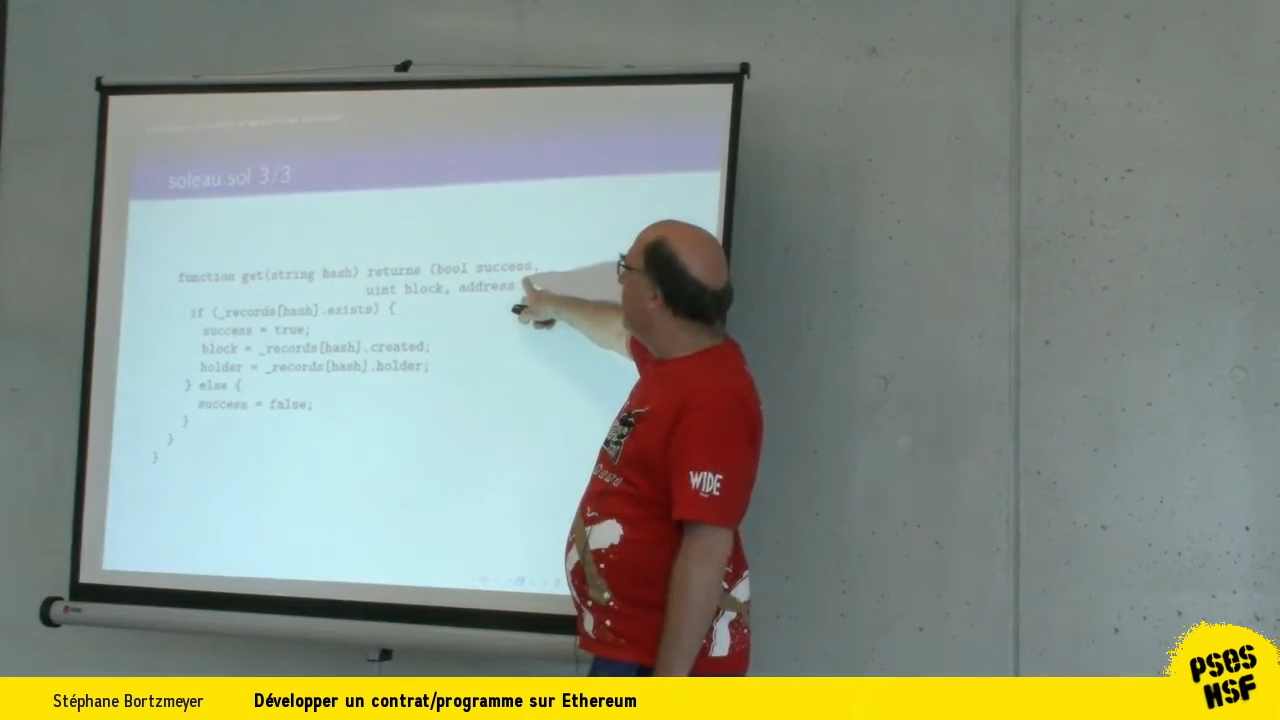 soleau.sol 3/3
function get(string hash) returns (bool success,
uint block, address
if (_records[hash].exists) {
success = true;
block = _records[hash].created;
holder = _records[hash].holder;
} else {
success = false;
}
}
}
WIDE
PSES
HSF
Stéphane Bortzmeyer Développer un contrat/programme sur Ethereum